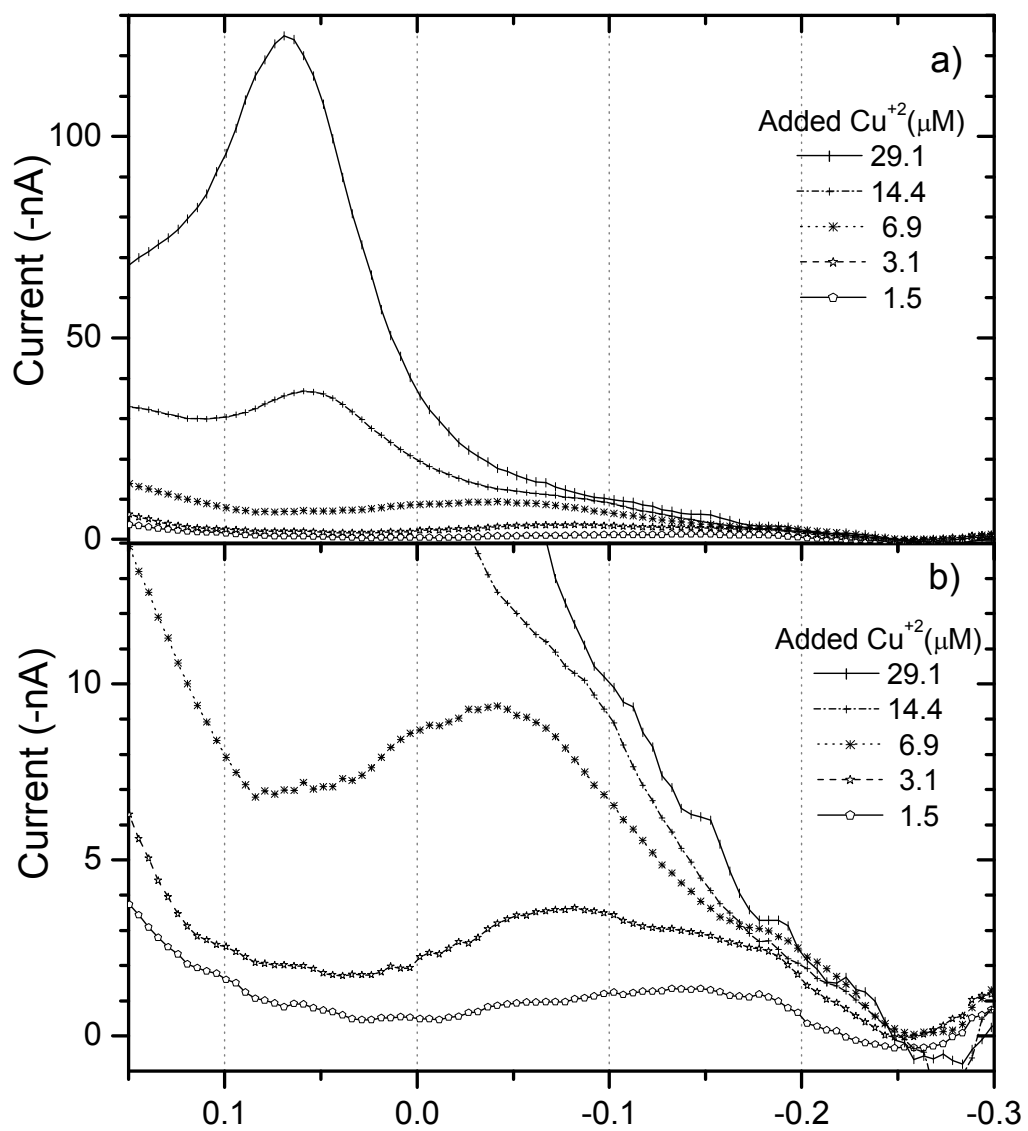 a)
Added Cu+2(μM)
29.1
14.4
6.9
3.1
1.5
Current (-nA)
100
50
0
b)
Added Cu+2(μM)
29.1
14.4
6.9
3.1
1.5
Current (-nA)
10
5
0
0.1 0.0 -0.1 -0.2 -0.3